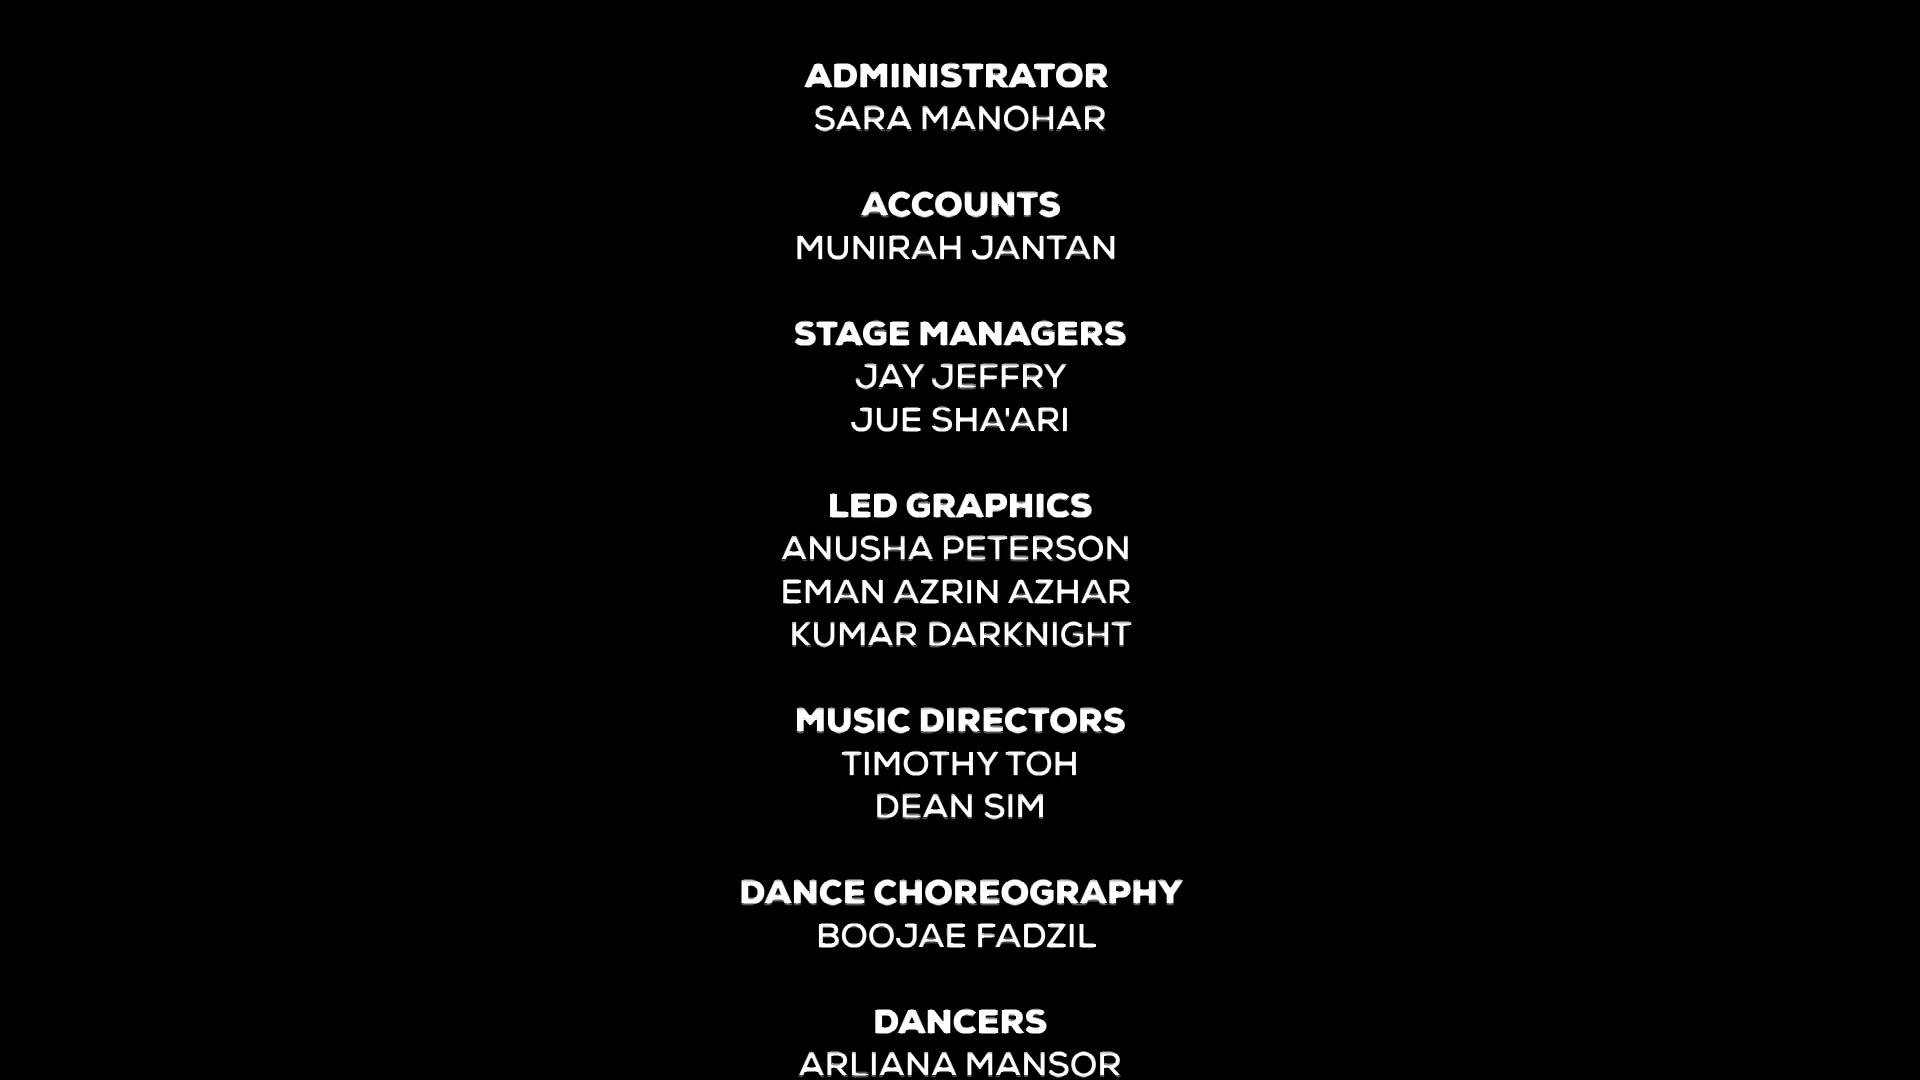 ADMINISTRATOR
SARA MANOHAR
ACCOUNTS
MUNIRAH JANTAN
STAGE MANAGERS
JAY JEFFRY
JUE SHA'ARI
LED GRAPHICS
ANUSHA PETERSON
EMAN AZRIN AZHAR
KUMAR DARKNIGHT
MUSIC DIRECTORS
TIMOTHY TOH
DEAN SIM
DANCE CHOREOGRAPHY
BOOJAE FADZIL
DANCERS
ARLIANA MANSOR